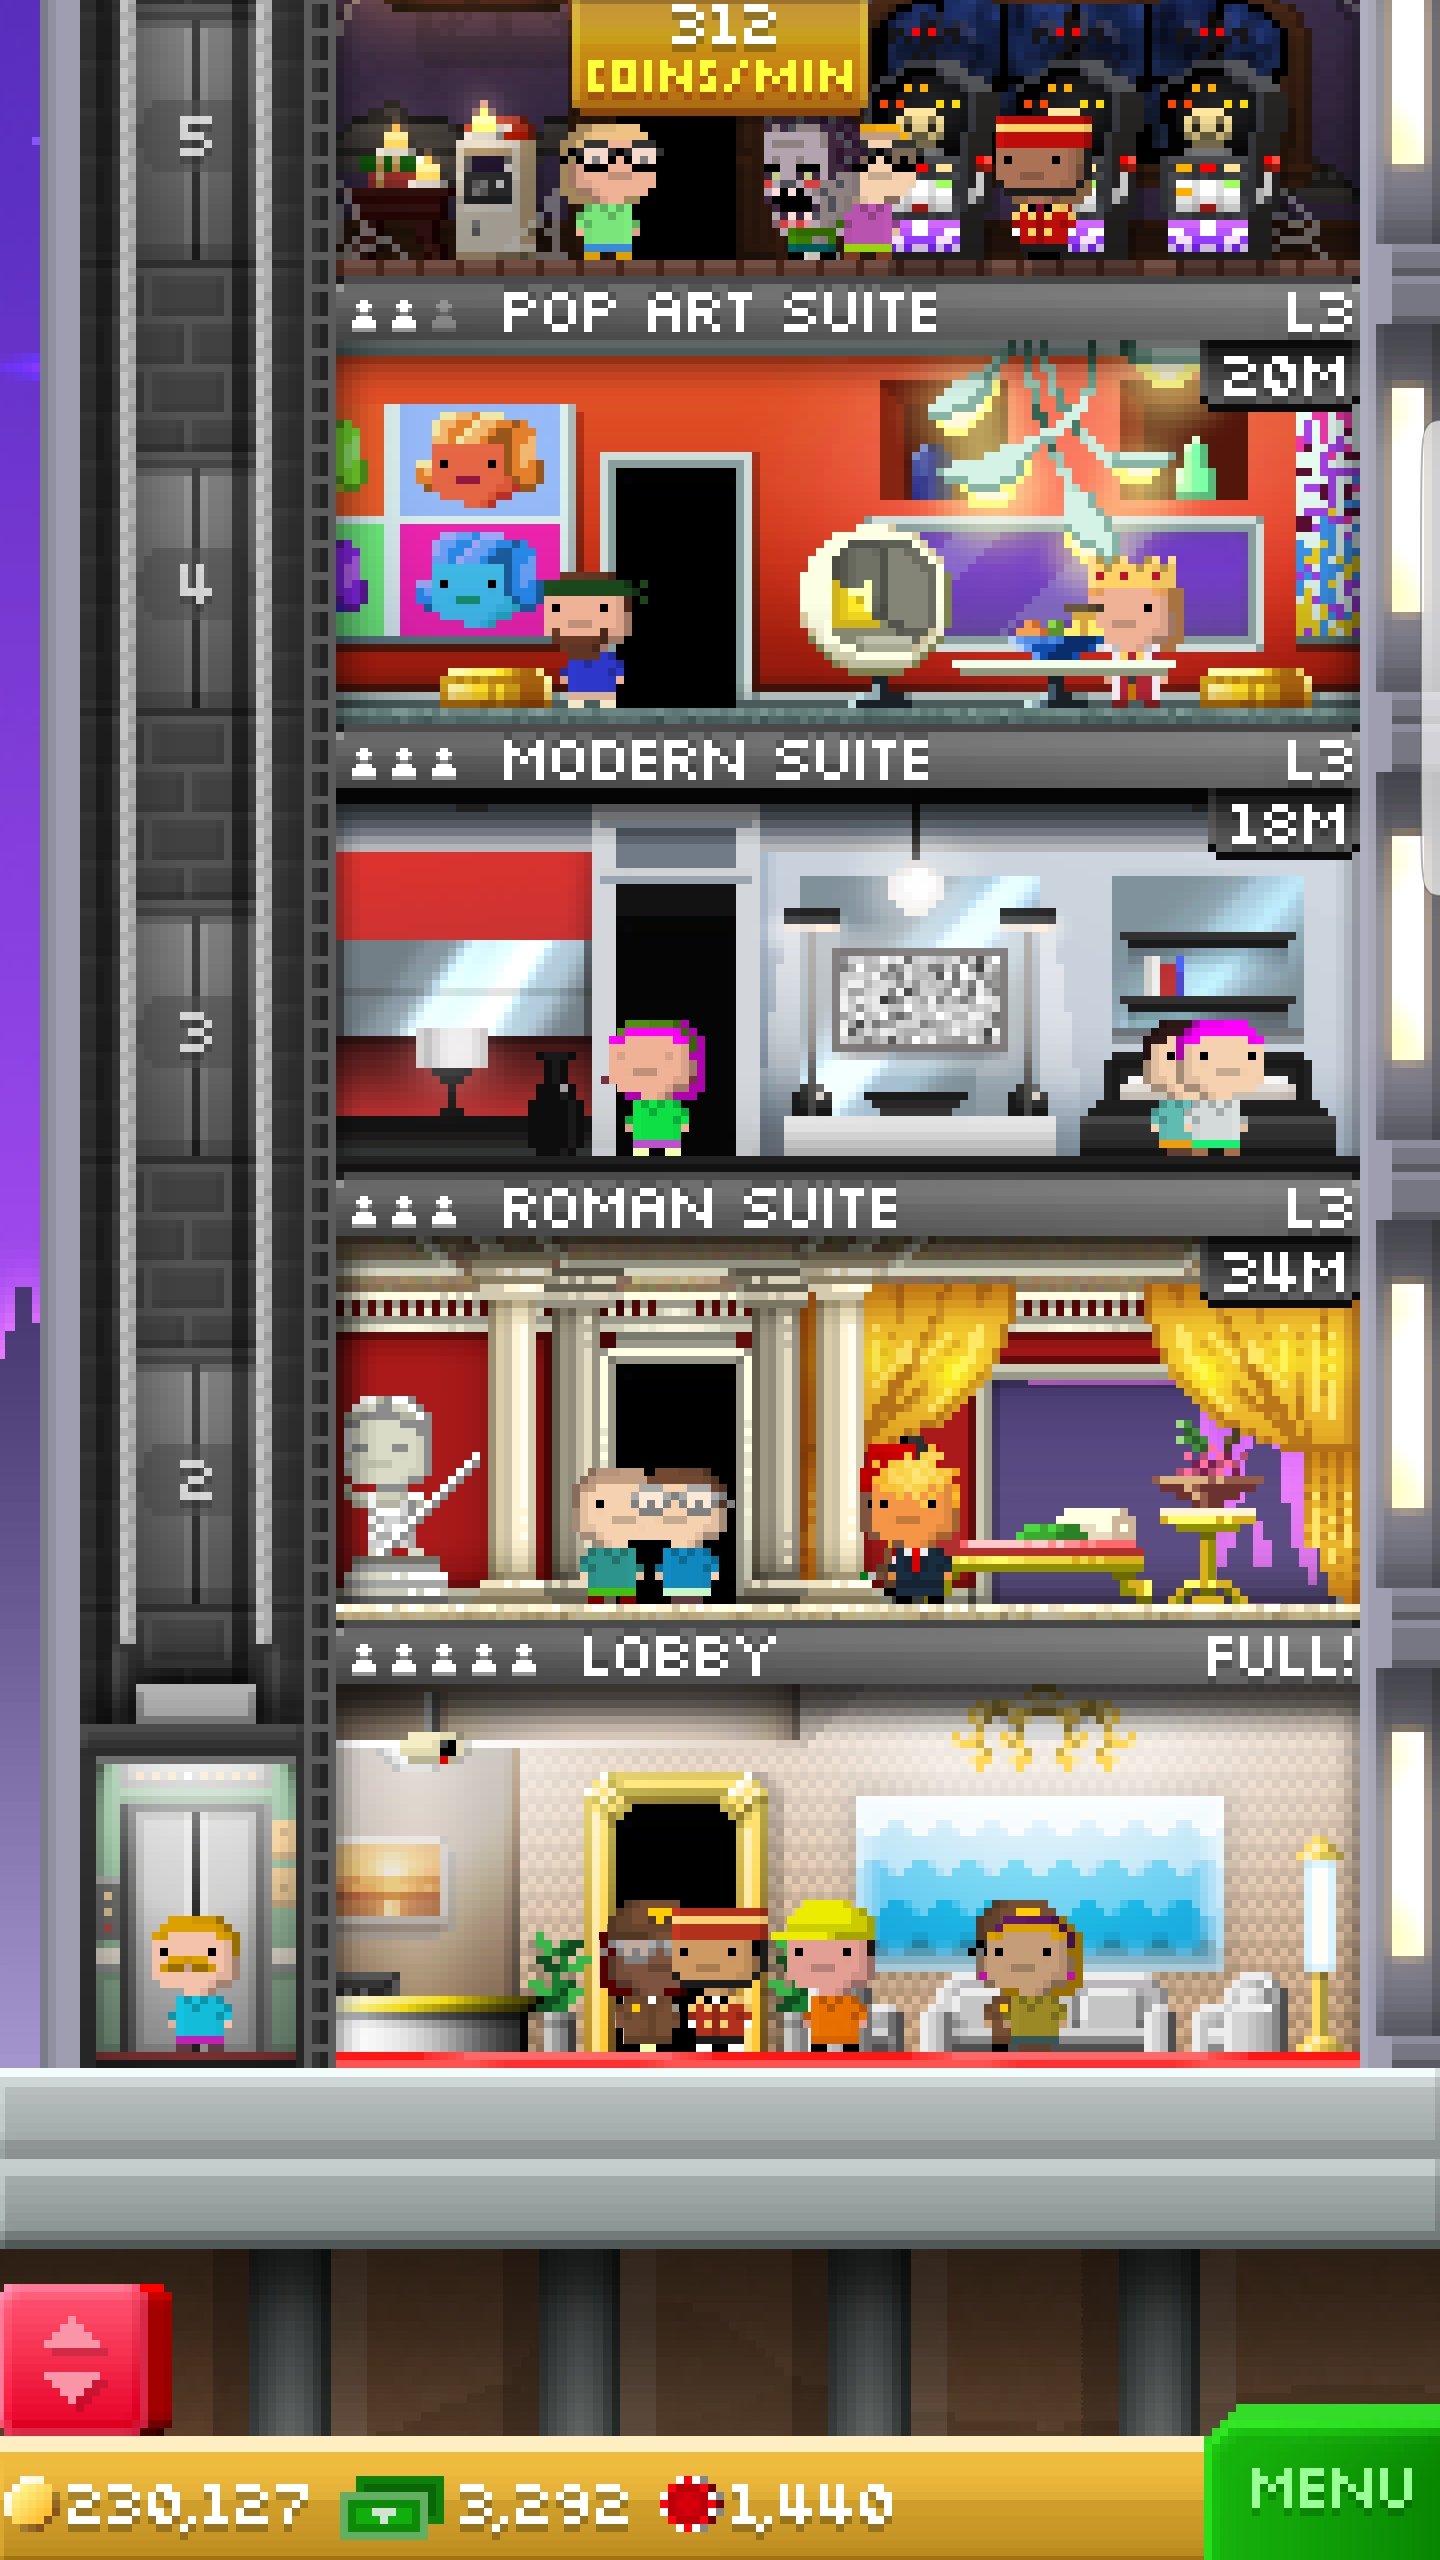 312
COINS/MIN
5
POP ART SUITE L3
20M
4
MODERN SUITE L3
18M
3
ROMAN SUITE L3
34M
2
LOBBY FULL!
230,127 3,292 1,440
MENU